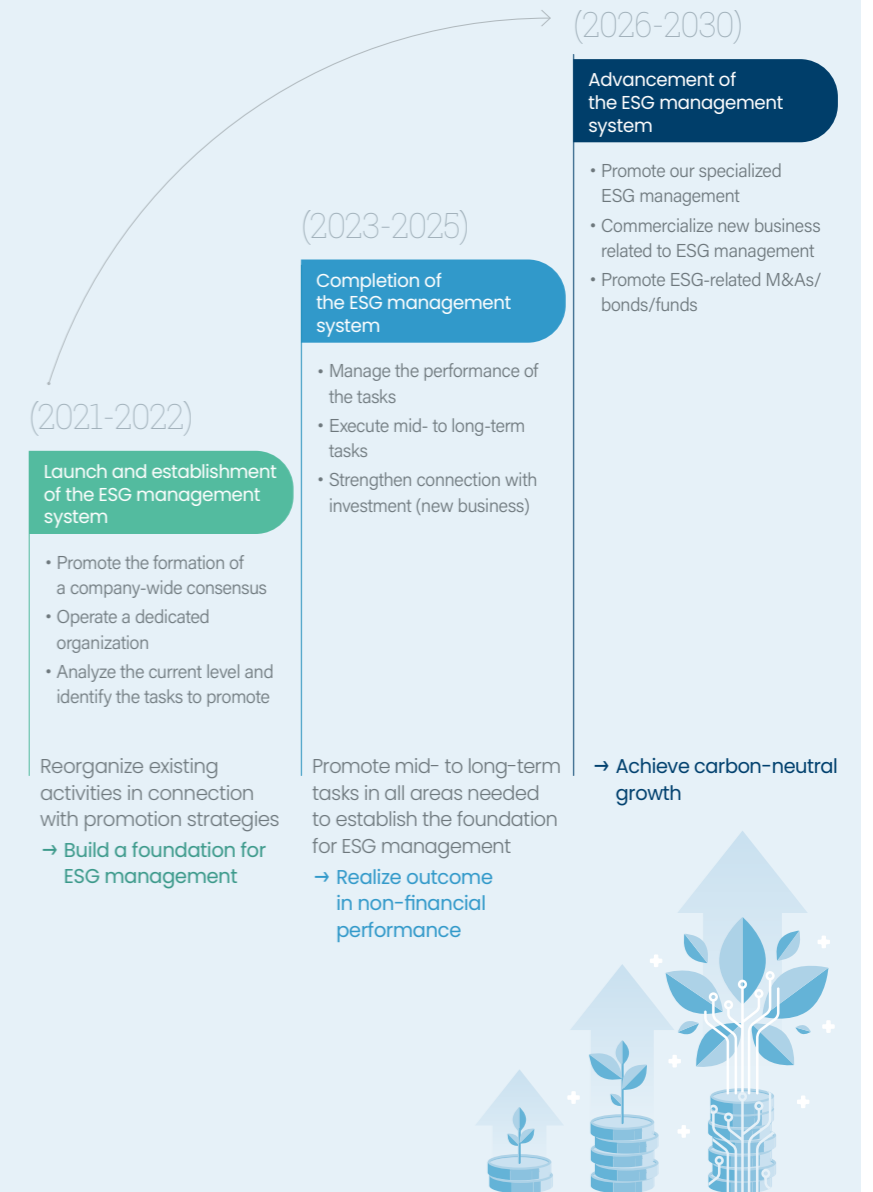 (2021-2022)
Launch and establishment
of the ESG management
system
• Promote the formation of
a company-wide consensus
• Operate a dedicated
organization
• Analyze the current level and
identify the tasks to promote
Reorganize existing
activities in connection
with promotion strategies
→ Build a foundation for
ESG management
(2023-2025)
Completion of
the ESG management
system
• Manage the performance of
the tasks
• Execute mid- to long-term
tasks
• Strengthen connection with
investment (new business)
Promote mid- to long-term
tasks in all areas needed
to establish the foundation
for ESG management
→ Realize outcome
in non-financial
performance
(2026-2030)
Advancement of
the ESG management
system
• Promote our specialized
ESG management
• Commercialize new business
related to ESG management
• Promote ESG-related M&As/
bonds/funds
→ Achieve carbon-neutral
growth